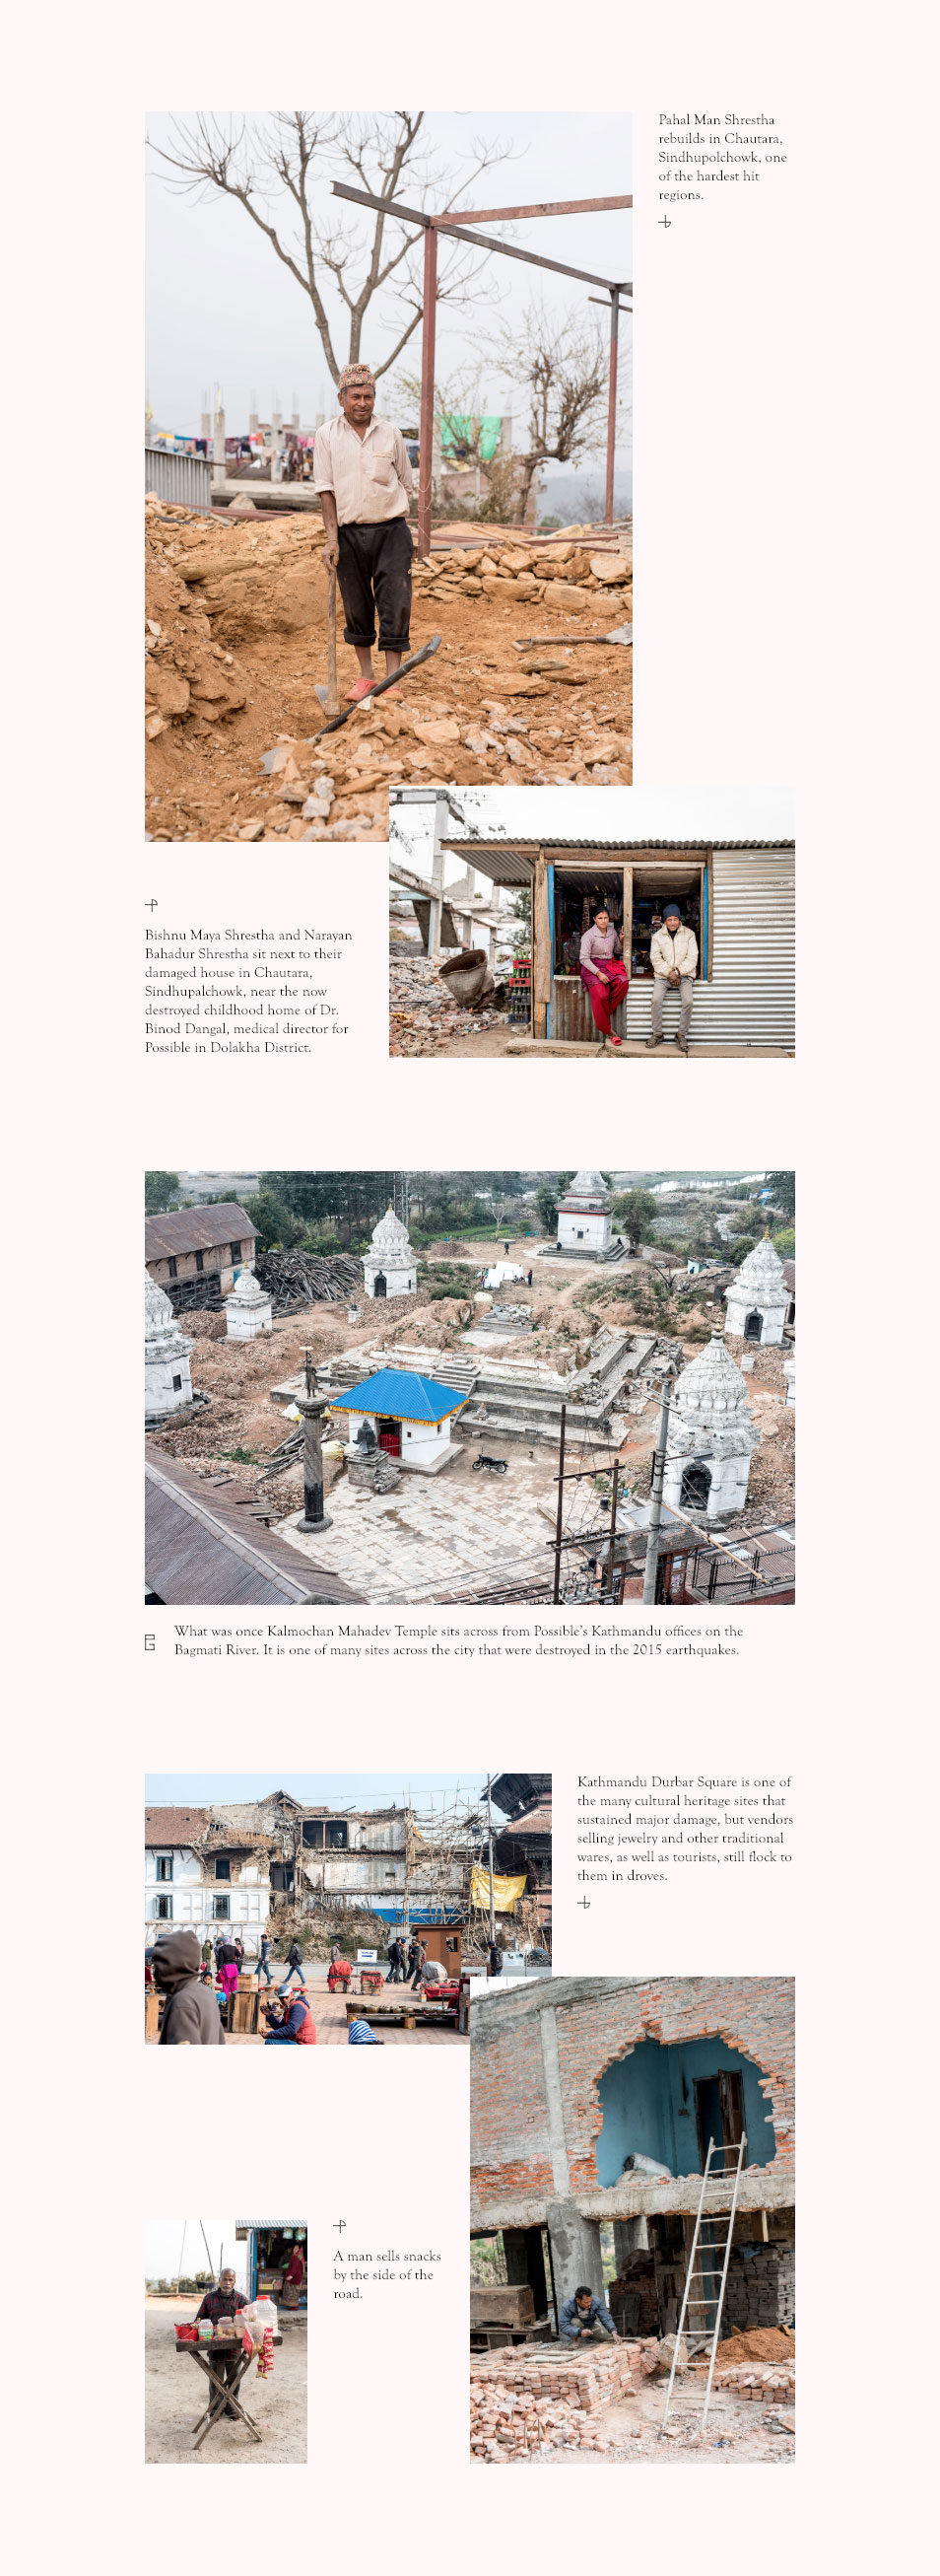 Pahal Man Shrestha
rebuilds in Chautara,
Sindhupolchowk, one
of the hardest hit
regions.
Bishnu Maya Shrestha and Narayan
Bahadur Shrestha sit next to their
damaged house in Chautara,
Sindhupalchowk, near the now
destroyed childhood home of Dr.
Binod Dangal, medical director for
Possible in Dolakha District.
What was once Kalmochan Mahadev Temple sits across from Possible's Kathmandu offices on the
Bagmati River. It is one of many sites across the city that were destroyed in the 2015 earthquakes.
Kathmandu Durbar Square is one of
the many cultural heritage sites that
sustained major damage, but vendors
selling jewelry and other traditional
wares, as well as tourists, still flock to
them in droves.
A man sells snacks
by the side of the
road.